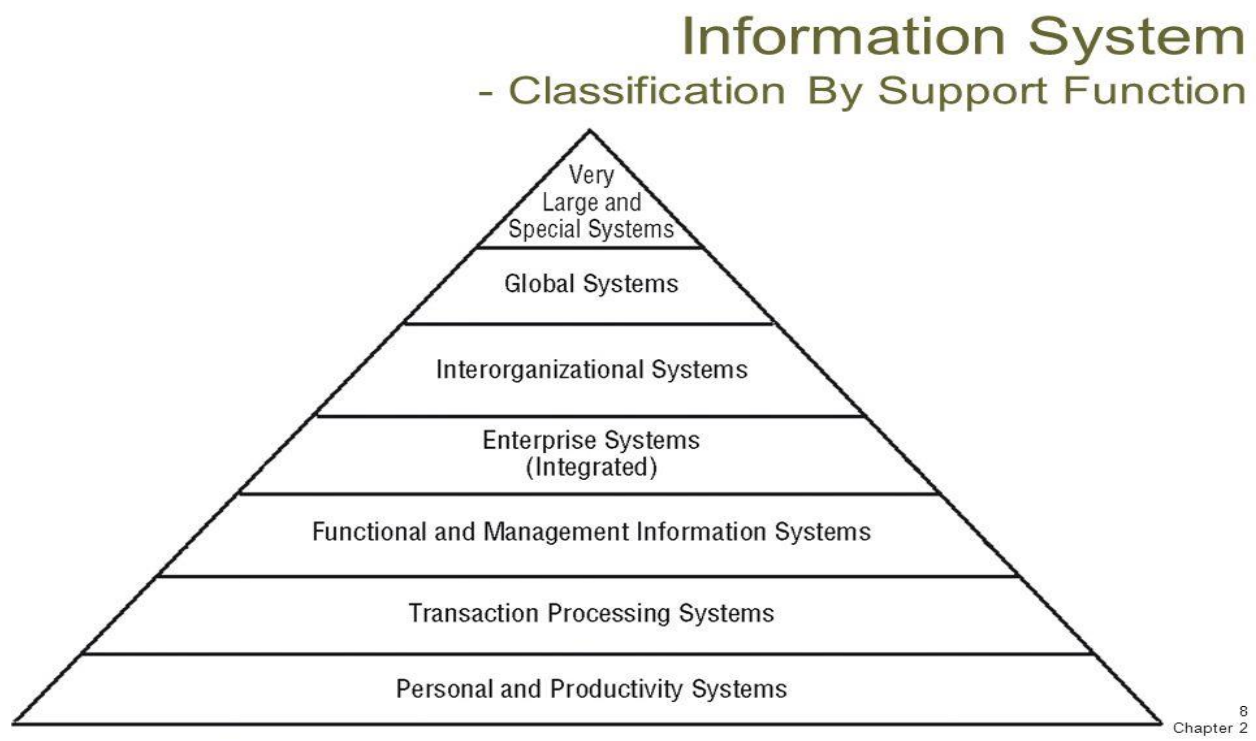 Information System
- Classification By Support Function
Very
Large and
Special Systems
Global Systems
Interorganizational Systems
Enterprise Systems
(Integrated)
Functional and Management Information Systems
Transaction Processing Systems
Personal and Productivity Systems
8
Chapter 2